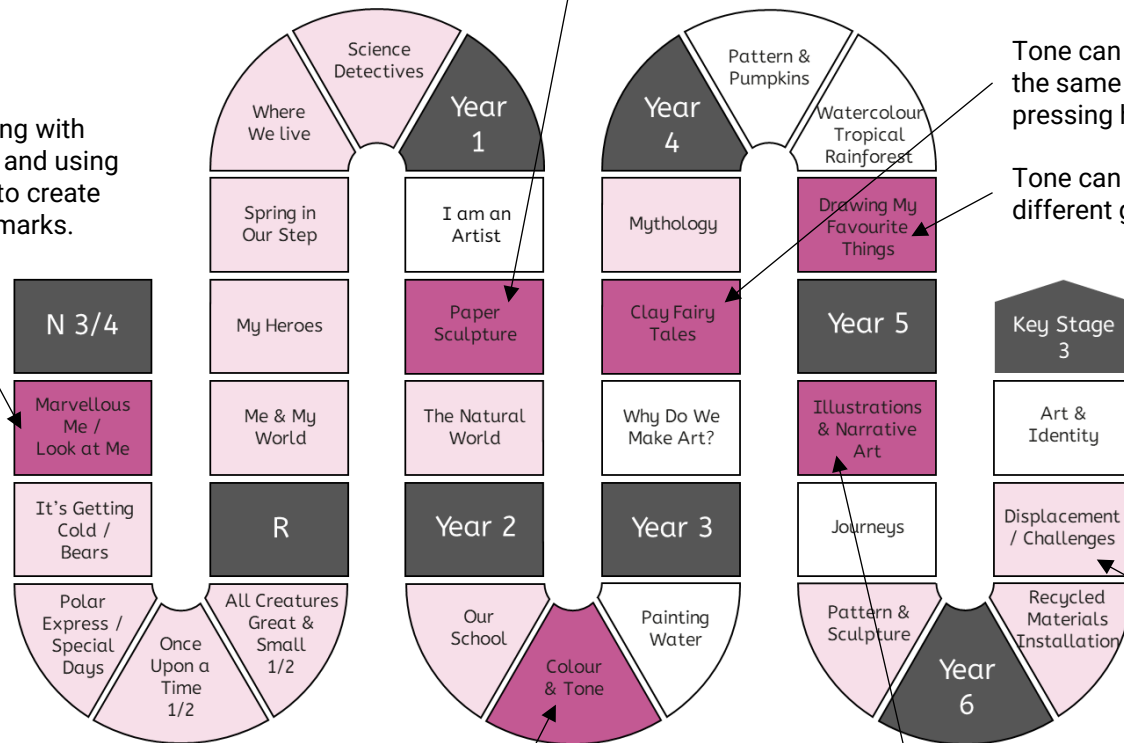 ng with
and using
to create
marks.
N 3/4
Marvellous
Me /
Look at Me
It's Getting
Cold /
Bears
Polar
Express /
Special
Days
Once
Upon a
Time
1/2
All Creatures
Great &
Small
1/2
R
Me & My
World
My Heroes
Spring in
Our Step
Where
We live
Science
Detectives
Year
1
I am an
Artist
Paper
Sculpture
The Natural
World
Year 2
Our
School
Colour
& Tone
Painting
Water
Year 3
Why Do We
Make Art?
Clay Fairy
Tales
Mythology
Year
4
Pattern &
Pumpkins
Watercolour
Tropical
Rainforest
Drawing My
Favourite
Things
Year 5
Illustrations
& Narrative
Art
Journeys
Pattern &
Sculpture
Year
6
Recycled
Materials
Installation
Displacement
/ Challenges
Art &
Identity
Key Stage
3
Tone can
the same
pressing h
Tone can
different g